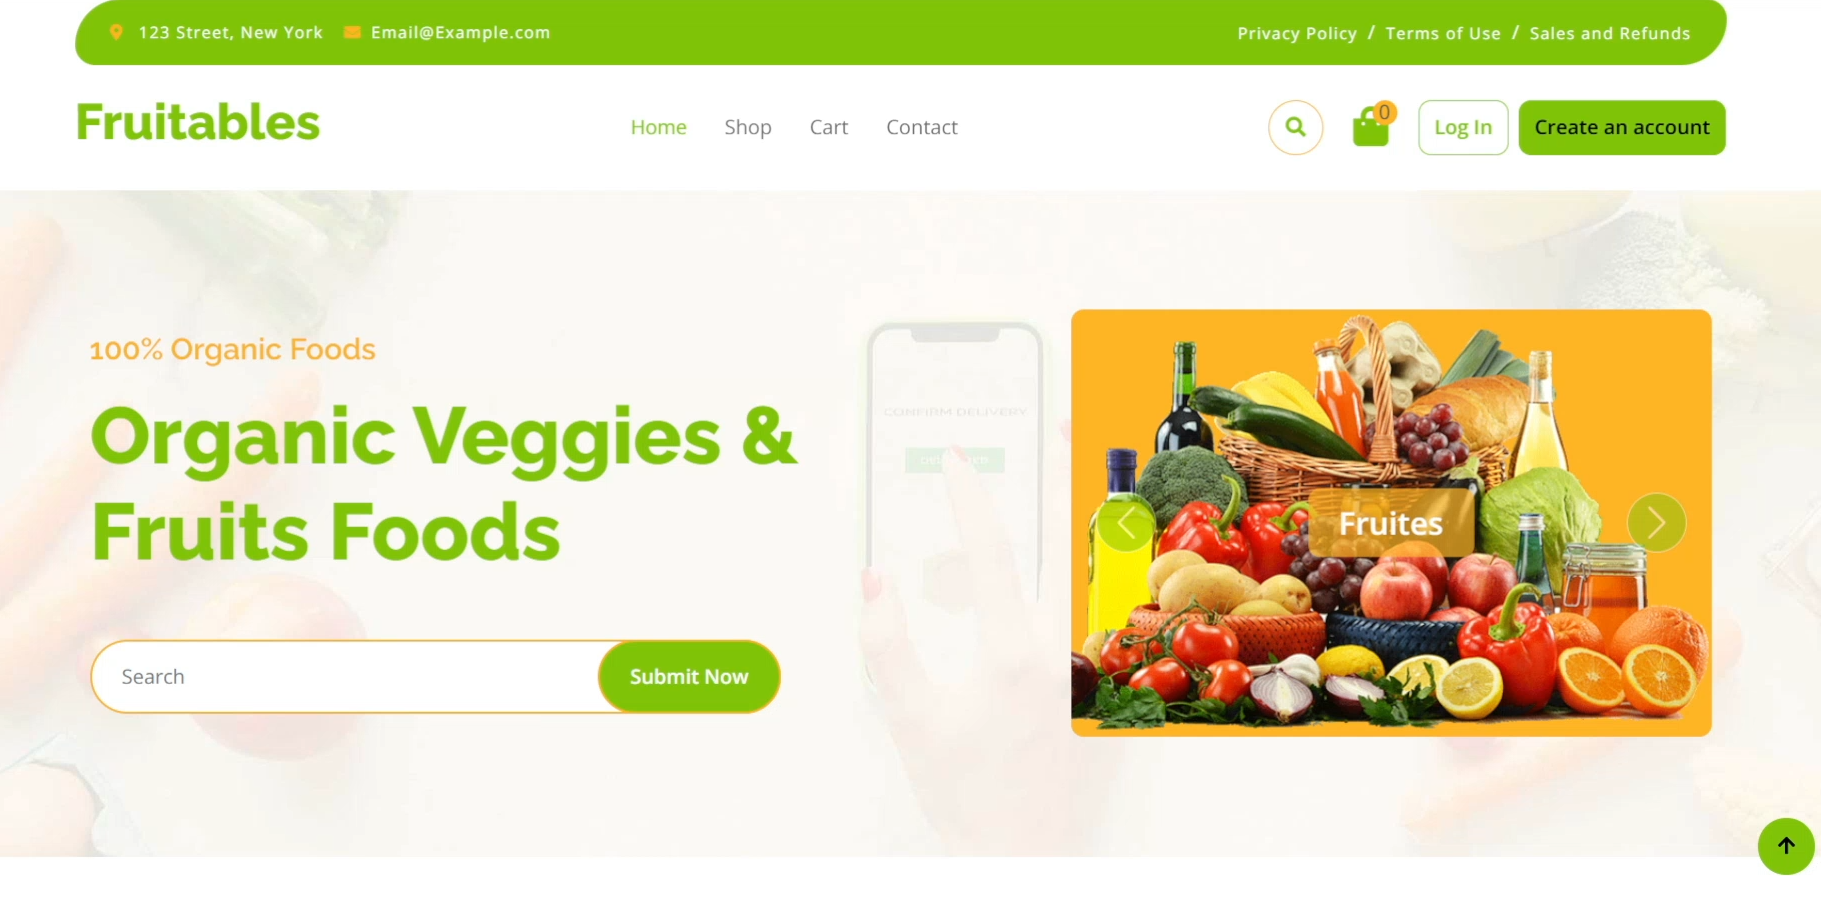 123 Street, New York Email@Example.com Privacy Policy / Terms of Use / Sales and Refunds
Fruitables Home Shop Cart Contact 0 Log In Create an account
100% Organic Foods
Organic Veggies &
Fruits Foods
CONFIRM DELIVERY
Fruites
Search Submit Now